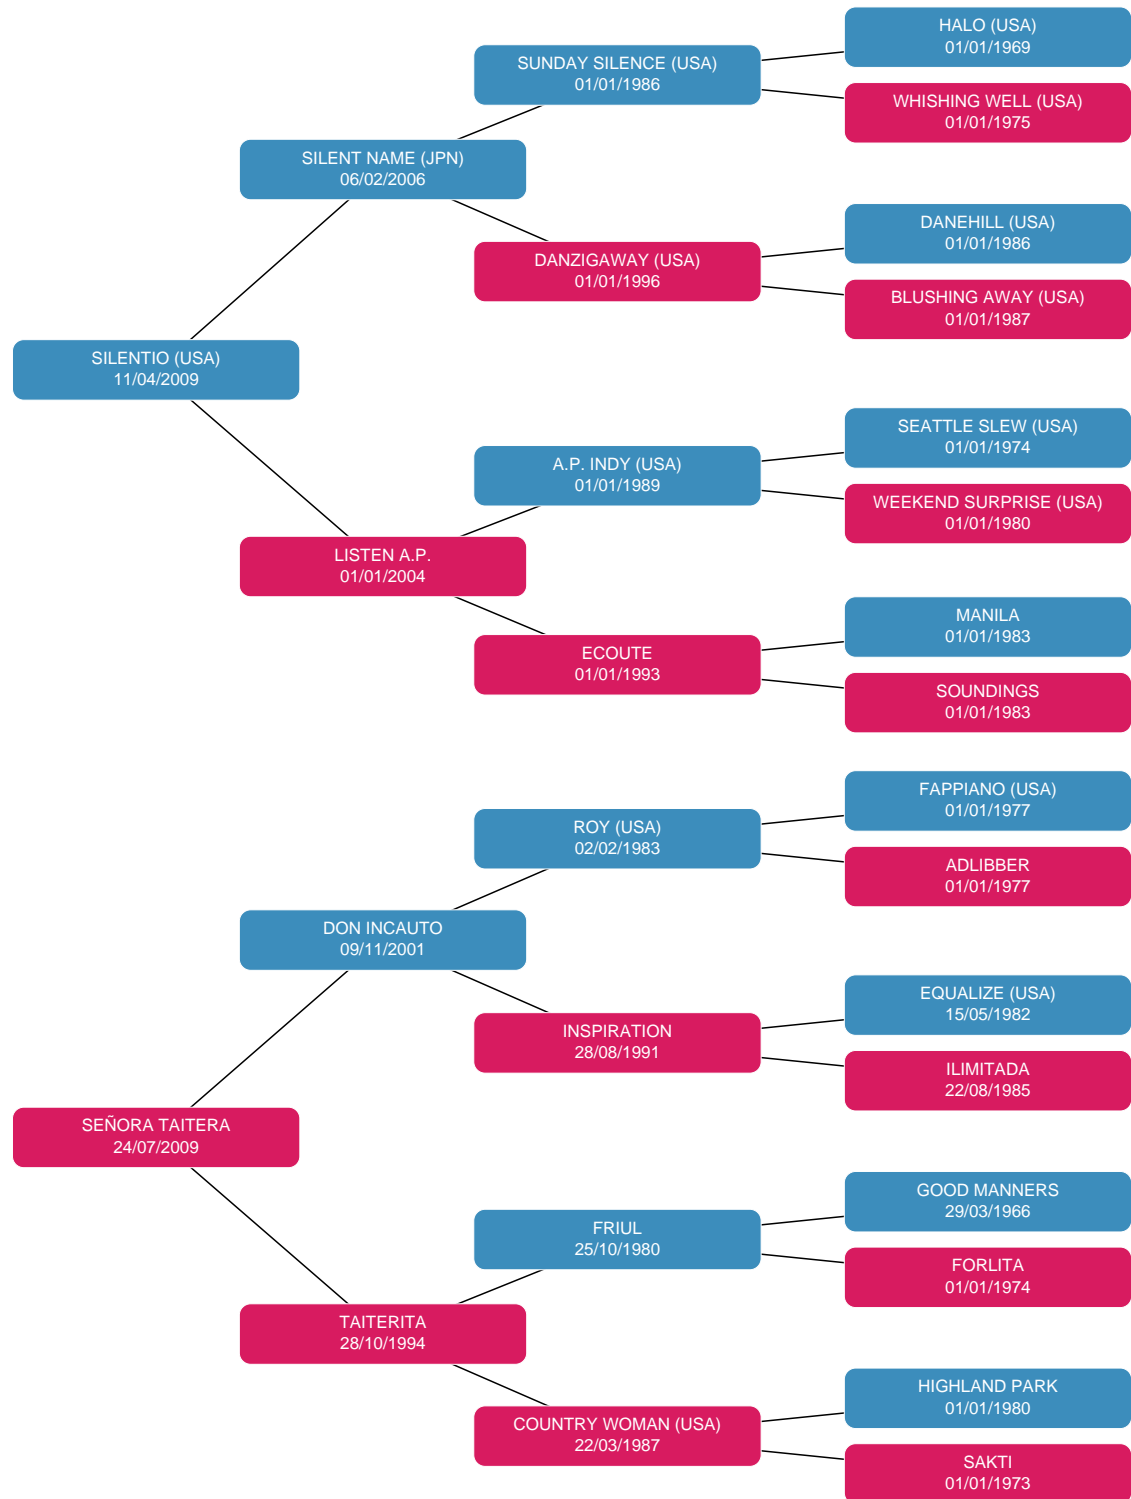 HALO (USA)
01/01/1969
SUNDAY SILENCE (USA)
01/01/1986
WHISHING WELL (USA)
01/01/1975
SILENT NAME (JPN)
06/02/2006
DANEHILL (USA)
01/01/1986
DANZIGAWAY (USA)
01/01/1996
BLUSHING AWAY (USA)
01/01/1987
SILENTIO (USA)
11/04/2009
SEATTLE SLEW (USA)
01/01/1974
A.P. INDY (USA)
01/01/1989
WEEKEND SURPRISE (USA)
01/01/1980
LISTEN A.P.
01/01/2004
MANILA
01/01/1983
ECOUTE
01/01/1993
SOUNDINGS
01/01/1983
FAPPIANO (USA)
01/01/1977
ROY (USA)
02/02/1983
ADLIBBER
01/01/1977
DON INCAUTO
09/11/2001
EQUALIZE (USA)
15/05/1982
INSPIRATION
28/08/1991
ILIMITADA
22/08/1985
SEÑORA TAITERA
24/07/2009
GOOD MANNERS
29/03/1966
FRIUL
25/10/1980
FORLITA
01/01/1974
TAITERITA
28/10/1994
HIGHLAND PARK
01/01/1980
COUNTRY WOMAN (USA)
22/03/1987
SAKTI
01/01/1973